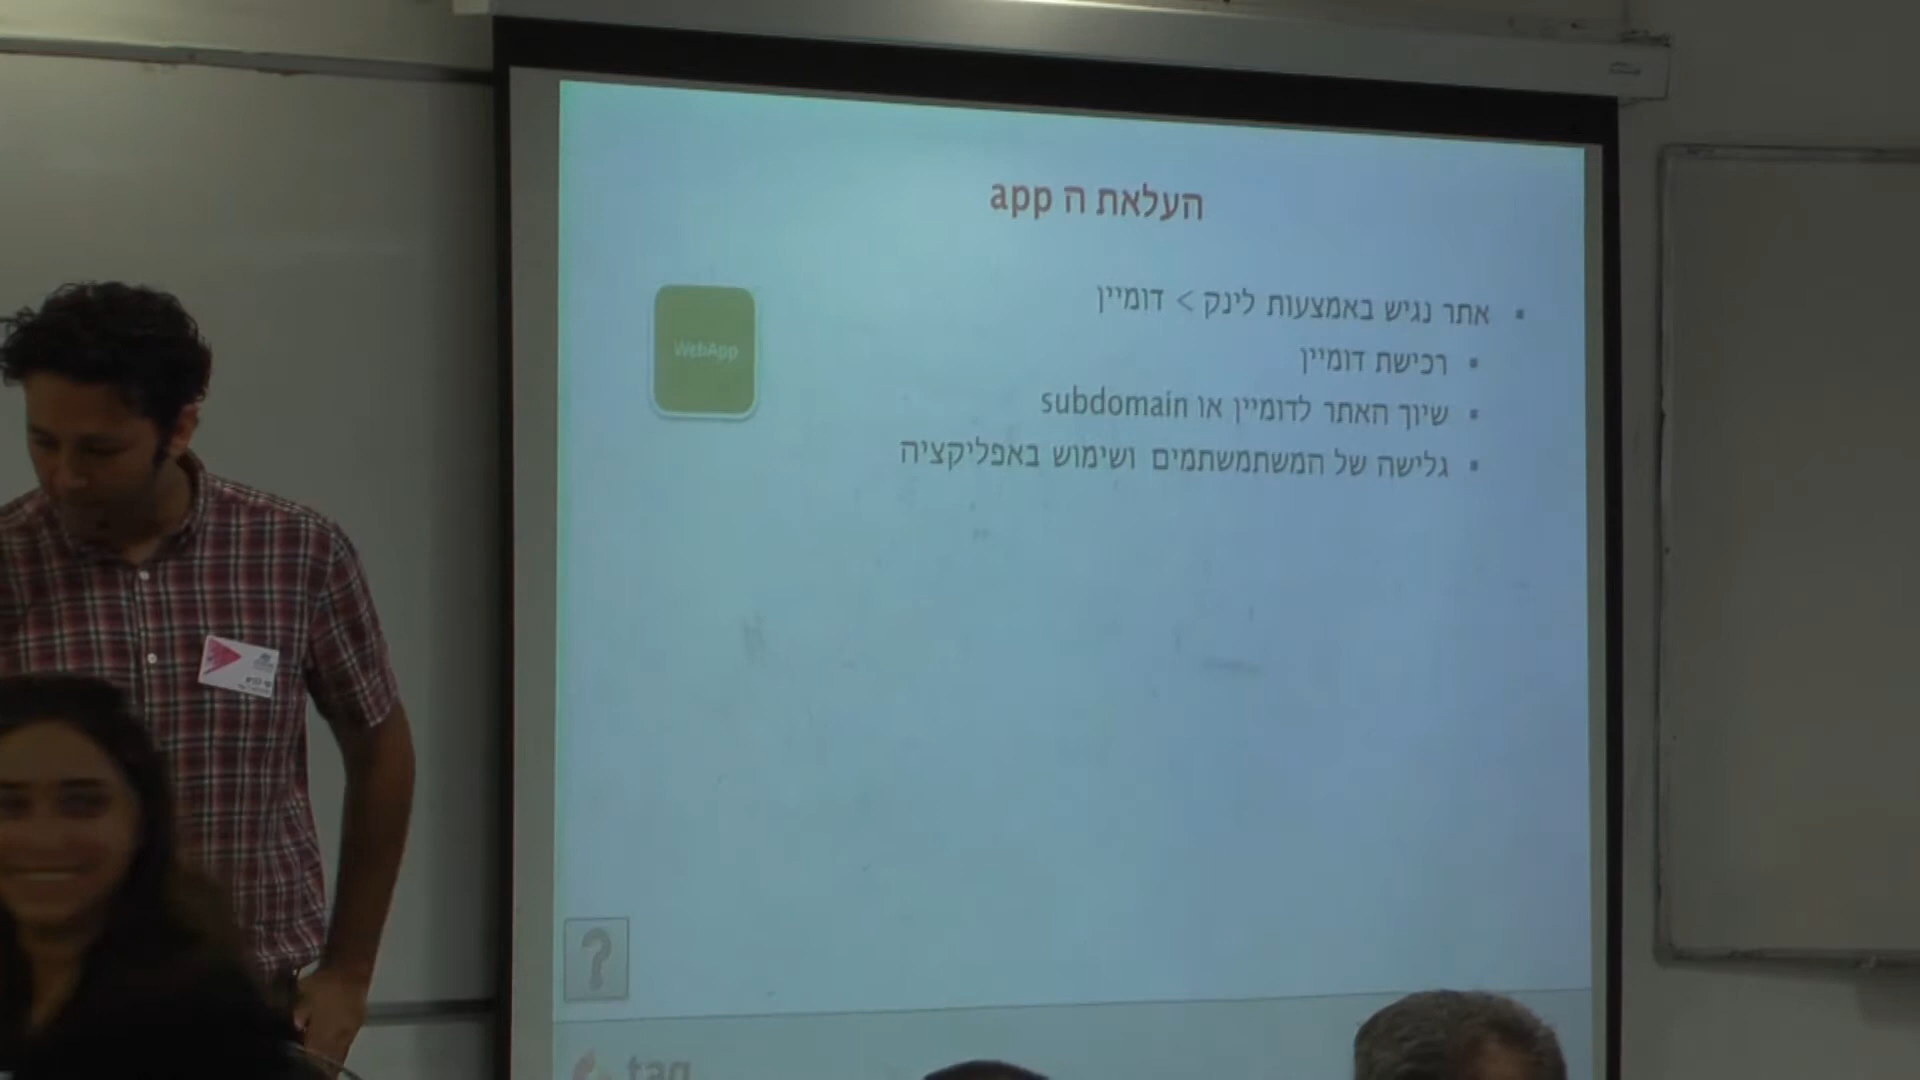 העלאת ה app
אתר נגיש באמצעות לינק > דומיין
רכישת דומיין
שיוך האתר לדומיין או subdomain
גלישה של המשתמשתמים ושימוש באפליקציה
WebApp
?
tag